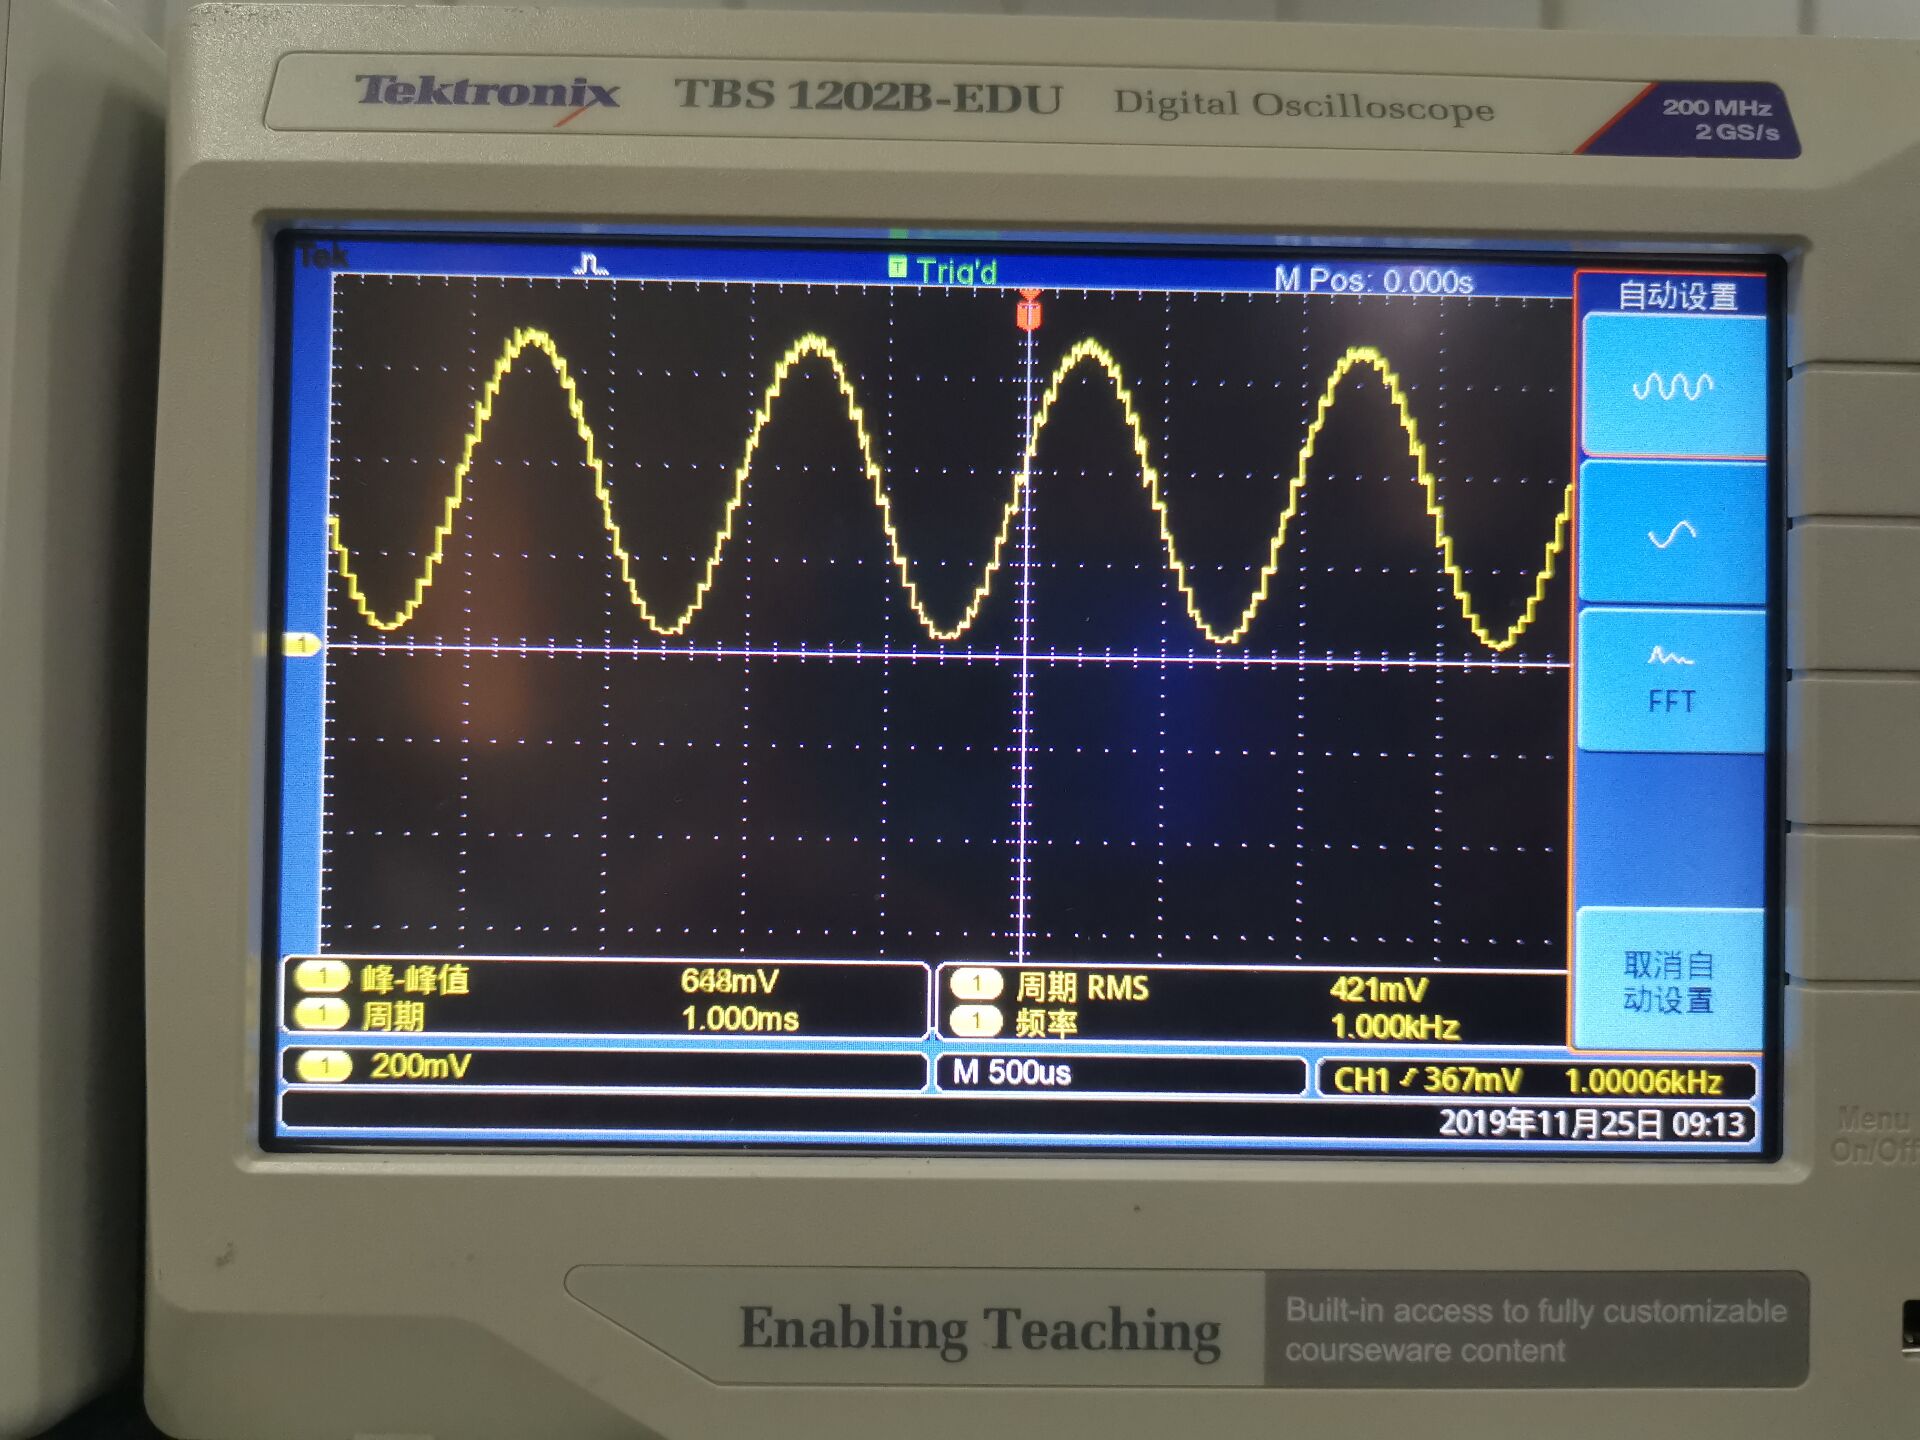 Tektronix TBS 1202B-EDU Digital Oscilloscope
200 MHz
2 GS/s
Tek
T Trig'd
M Pos: 0.000s
自动设置
T
1
FFT
取消自
动设置
1 峰-峰值
1 周期 1.000ms
1 周期 RMS 421mV
1 频率 1.000kHz
1 200mV
M 500us
CH1 367mV 1.00006kHz
2019年11月25日 09:13
Menu
On/Off
Enabling Teaching
Built-in access to fully customizable
courseware content